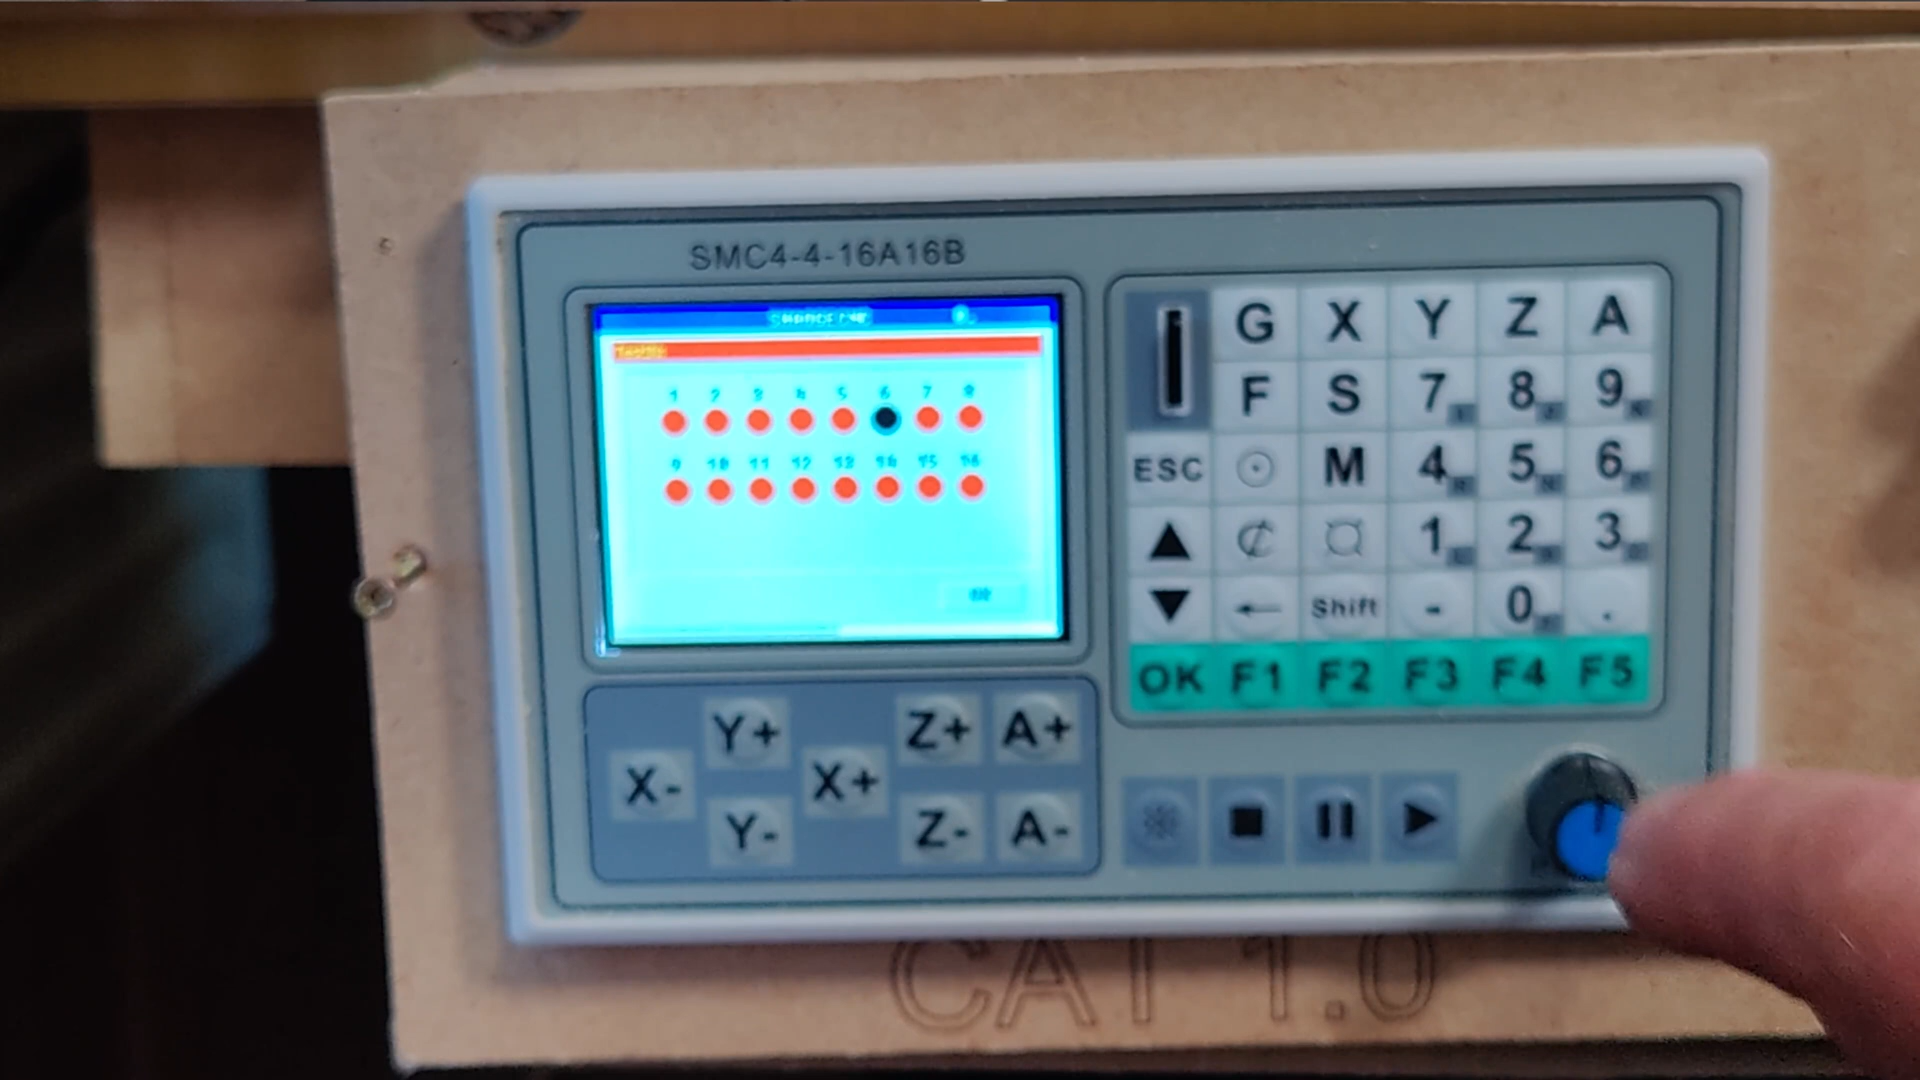 SMC4-4-16A16B
1 2 3 4 5 6 7 8
9 10 11 12 13 14 15 16
G X Y Z A
F S 7 8 9
ESC M 4 5 6
1 2 3
Shift - 0 .
OK F1 F2 F3 F4 F5
Y+ Z+ A+
X- X+
Y- Z- A-
CAT 1.0